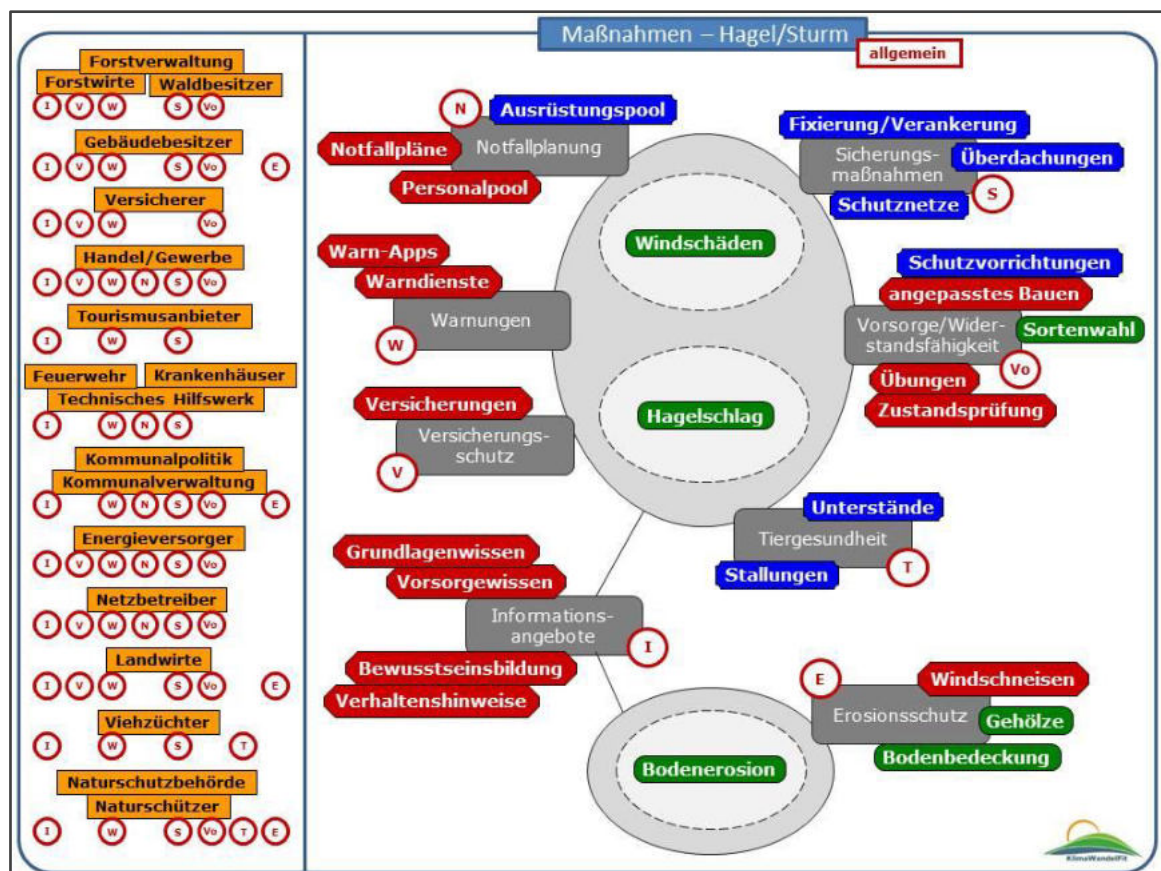 Maßnahmen – Hagel/Sturm
allgemein
Forstverwaltung
Forstwirte Waldbesitzer
I V W S Vo
Gebäudebesitzer
I V W S Vo E
Versicherer
I V W Vo
Handel/Gewerbe
I V W N S Vo
Tourismusanbieter
I W S
Feuerwehr Krankenhäuser
Technisches Hilfswerk
I W N S
Kommunalpolitik
Kommunalverwaltung
I W N S Vo E
Energieversorger
I V W N S Vo
Netzbetreiber
I V W N S Vo
Landwirte
I V W S Vo E
Viehzüchter
I W S T
Naturschutzbehörde
Naturschützer
I W S Vo T E
N
Ausrüstungspool
Notfallpläne
Notfallplanung
Personalpool
Fixierung/Verankerung
Sicherungs-
maßnahmen
Überdachungen
Schutznetze
S
Windschäden
Warn-Apps
Warndienste
Warnungen
W
Schutzvorrichtungen
angepasstes Bauen
Vorsorge/Wider-
standsfähigkeit
Sortenwahl
Vo
Übungen
Zustandsprüfung
Hagelschlag
Versicherungen
Versicherungs-
schutz
V
Unterstände
Tiergesundheit
Stallungen
T
Grundlagenwissen
Vorsorgewissen
Informations-
angebote
I
Bewusstseinsbildung
Verhaltenshinweise
E
Windschneisen
Erosionsschutz
Gehölze
Bodenbedeckung
Bodenerosion
KlimaWandelFit